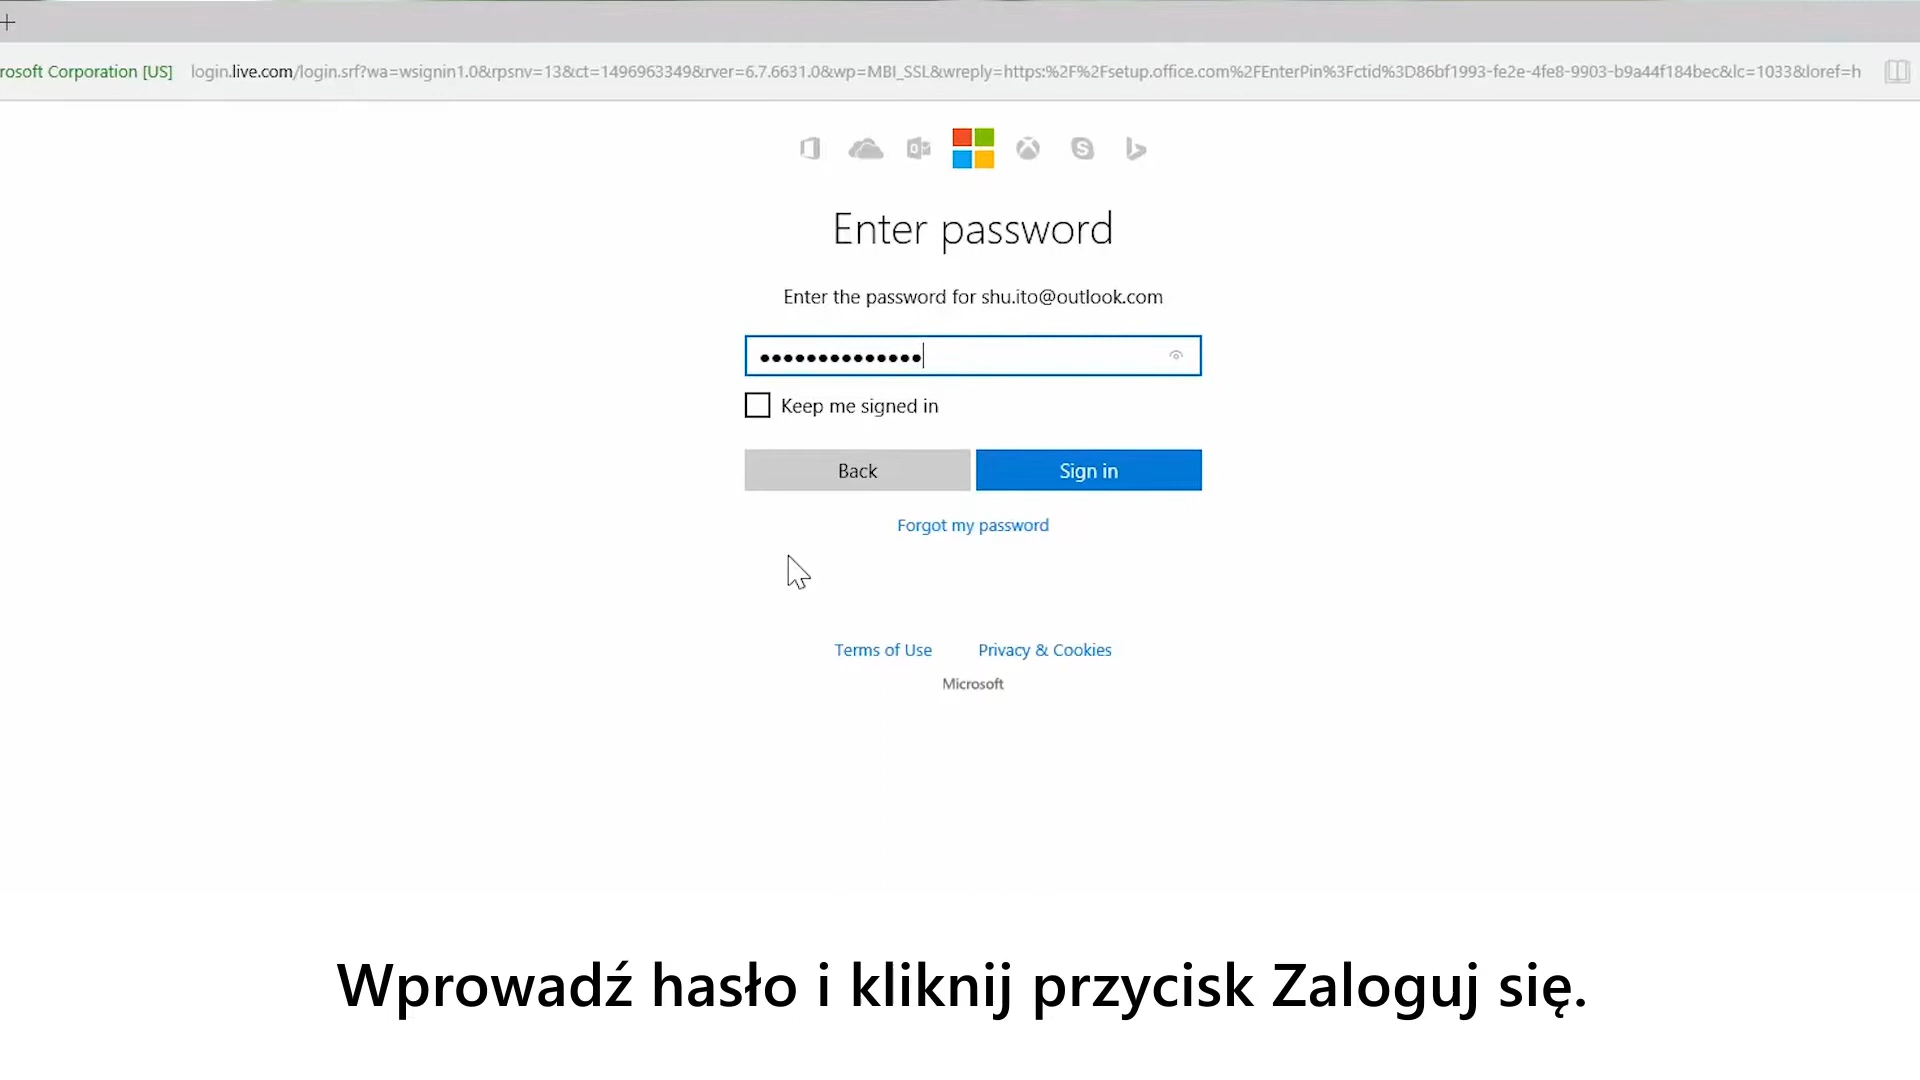 rosoft Corporation [US] login.live.com/login.srf?wa=wsignin1.0&rpsnv=13&ct=1496963349&rver=6.7.6631.0&wp=MBI_SSL&wreply=https:%2F%2Fsetup.office.com%2FEnterPin%3Fctid%3D86bf1993-fe2e-4fe8-9903-b9a44f184bec&lc=1033&loref=h
Enter password
Enter the password for shu.ito@outlook.com
Keep me signed in
Back Sign in
Forgot my password
Terms of Use Privacy & Cookies
Microsoft
Wprowadź hasło i kliknij przycisk Zaloguj się.